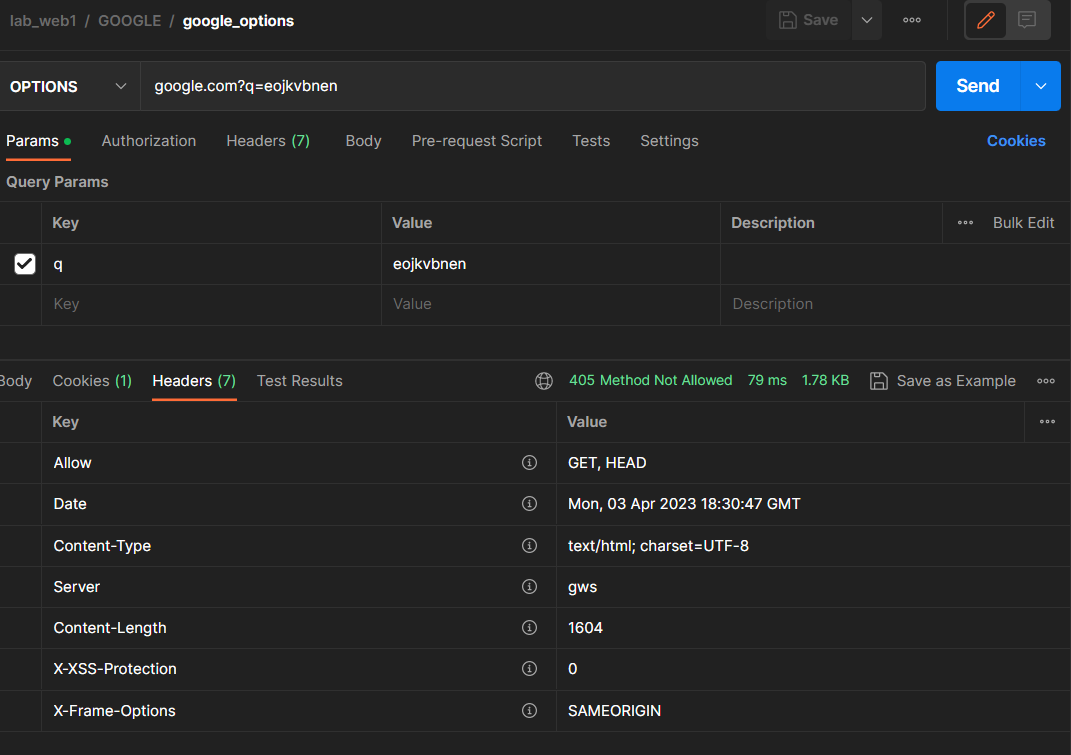 lab_web1 / GOOGLE / google_options Save
OPTIONS google.com?q=eojkvbnen Send
Params Authorization Headers (7) Body Pre-request Script Tests Settings Cookies
Query Params
Key Value Description Bulk Edit
q eojkvbnen
Key Value Description
Body Cookies (1) Headers (7) Test Results 405 Method Not Allowed 79 ms 1.78 KB Save as Example
Key Value
Allow GET, HEAD
Date Mon, 03 Apr 2023 18:30:47 GMT
Content-Type text/html; charset=UTF-8
Server gws
Content-Length 1604
X-XSS-Protection 0
X-Frame-Options SAMEORIGIN